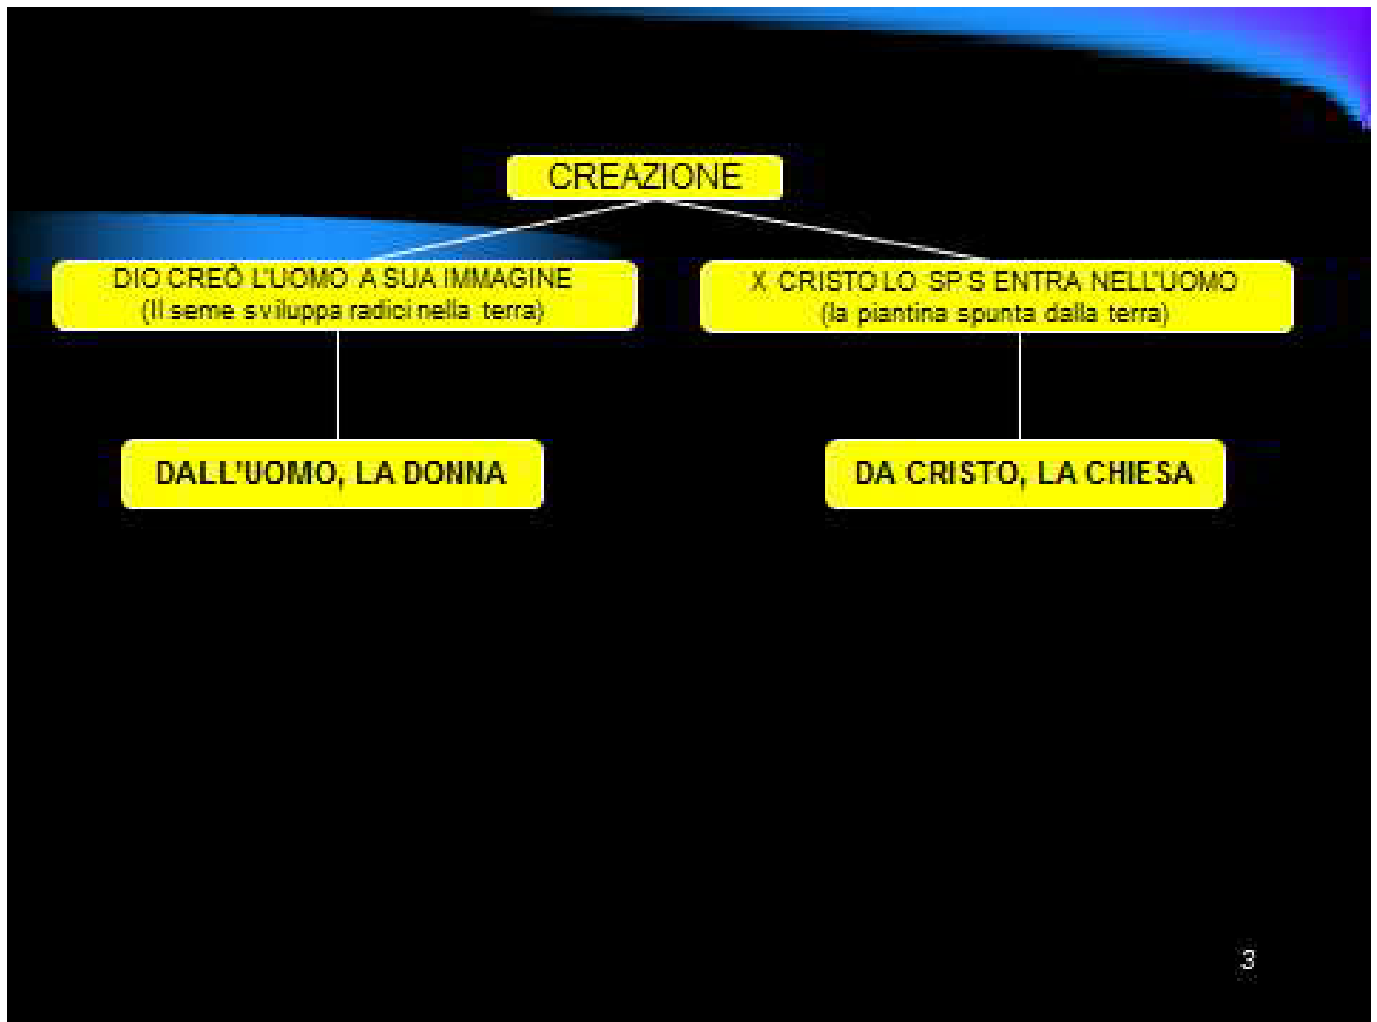 CREAZIONE
DIO CREÒ L'UOMO A SUA IMMAGINE
(Il seme sviluppa radici nella terra)
X CRISTO LO SP S ENTRA NELL'UOMO
(la piantina spunta dalla terra)
DALL'UOMO, LA DONNA
DA CRISTO, LA CHIESA
3